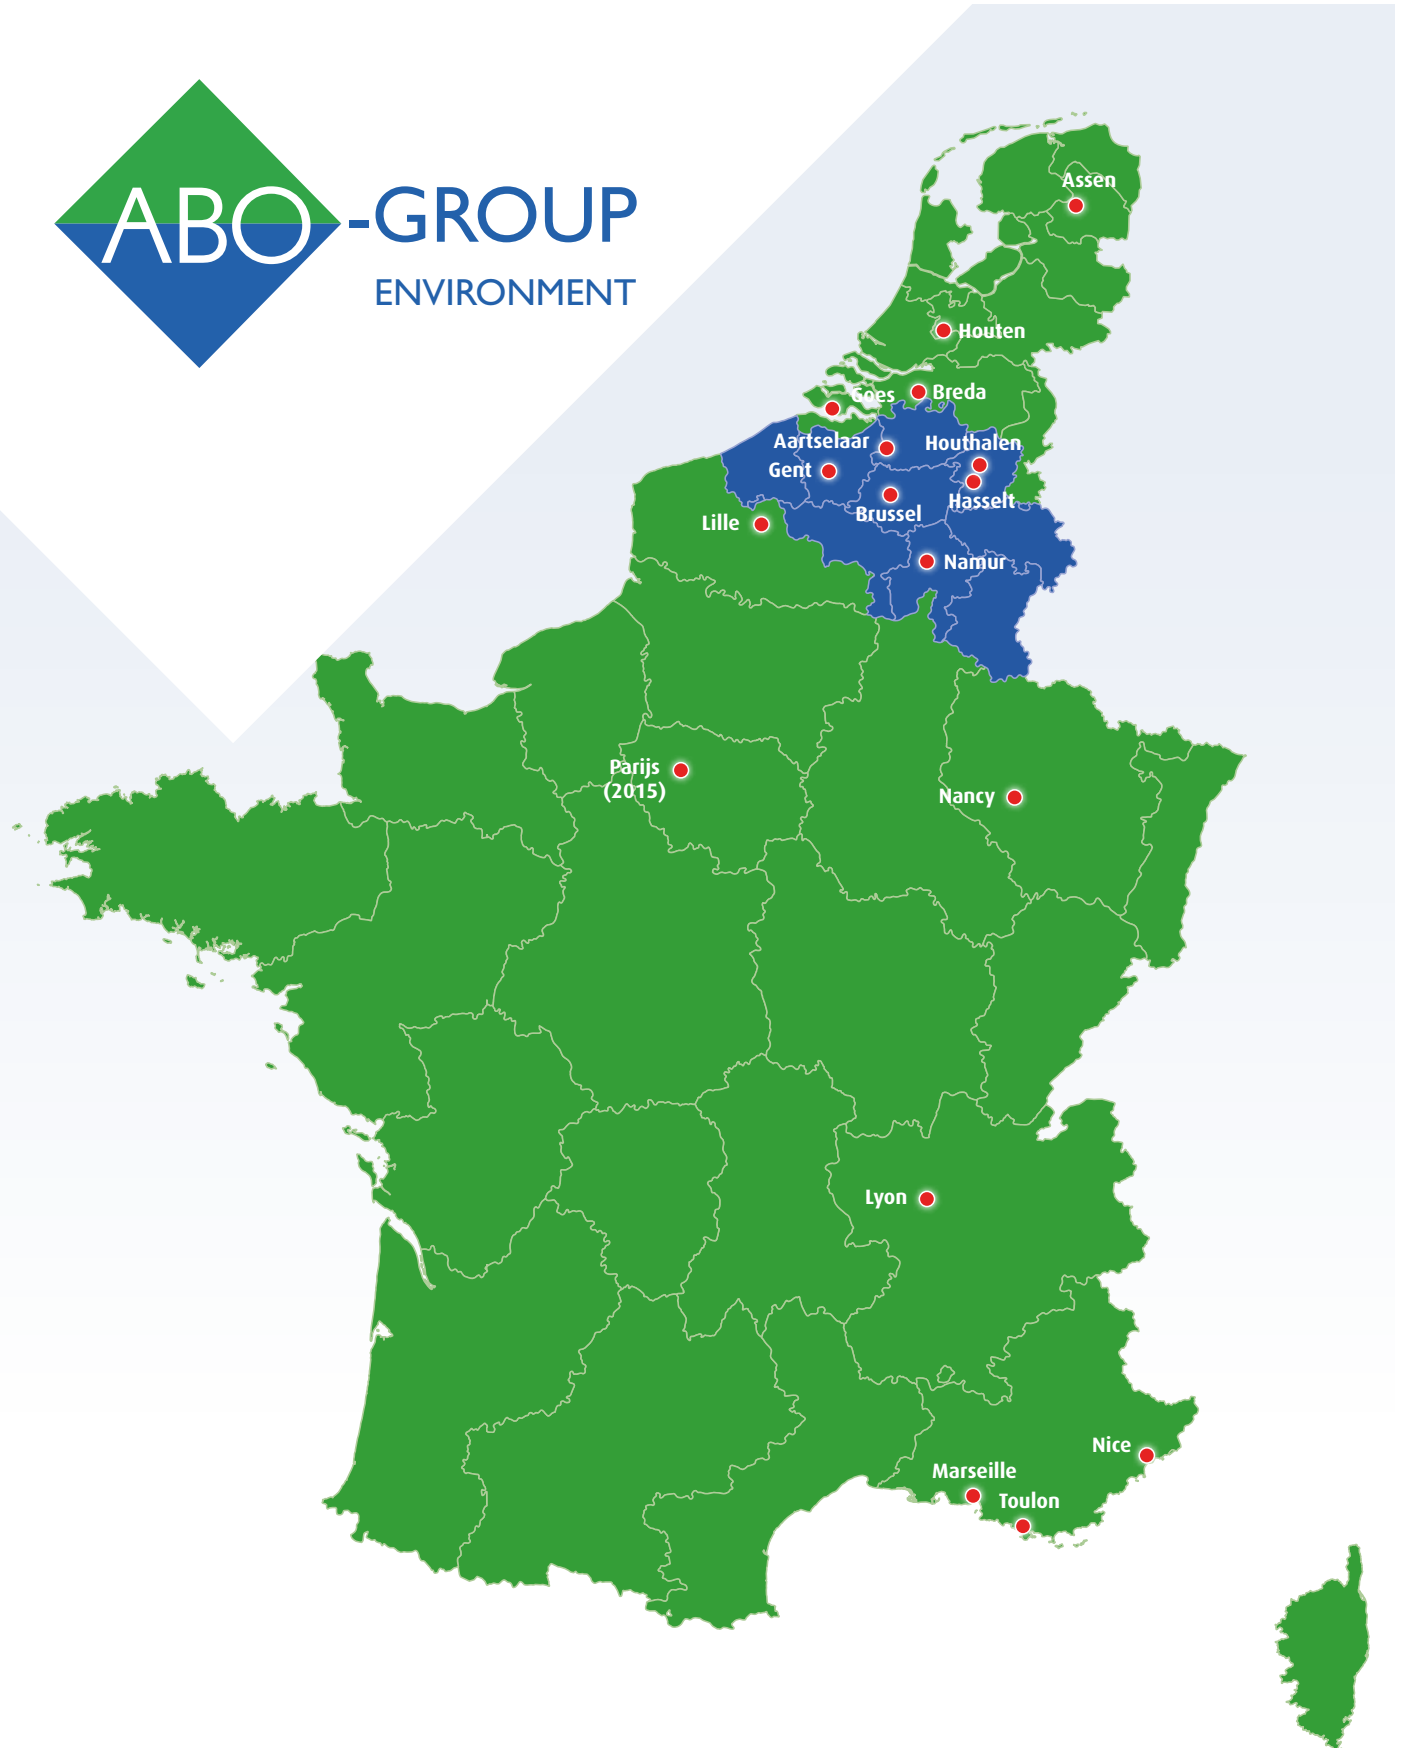 ABO-GROUP
ENVIRONMENT
Assen
Houten
Goes
Breda
Aartselaar
Houthalen
Gent
Hasselt
Brussel
Lille
Namur
Parijs
(2015)
Nancy
Lyon
Nice
Marseille
Toulon